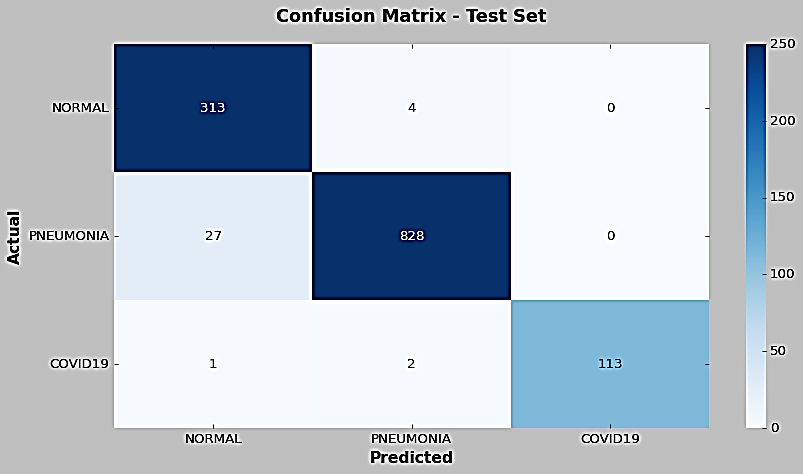 Confusion Matrix - Test Set
250
NORMAL 313 4 0
200
150
Actual
PNEUMONIA 27 828 0
100
50
COVID19 1 2 113
0
NORMAL PNEUMONIA COVID19
Predicted